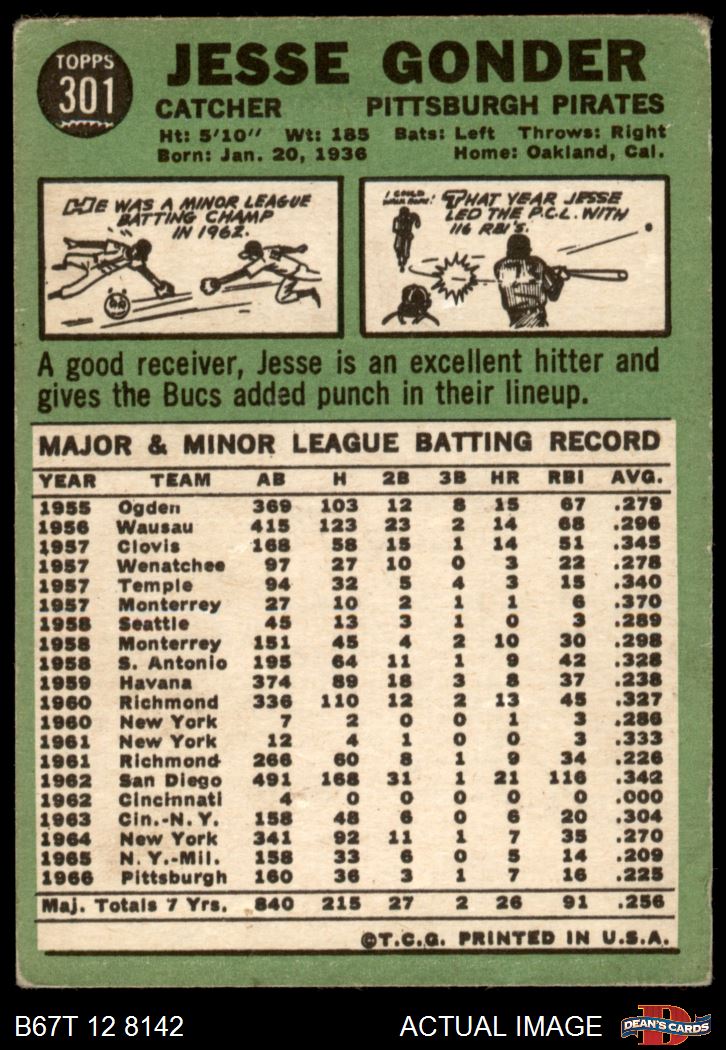 TOPPS
301
JESSE GONDER
CATCHER PITTSBURGH PIRATES
Ht: 5'10" Wt: 185 Bats: Left Throws: Right
Born: Jan. 20, 1936 Home: Oakland, Cal.
HE WAS A MINOR LEAGUE
BATTING CHAMP
IN 1962.
I COULD
WALK HOME!
THAT YEAR JESSE
LED THE P.C.L. WITH
116 RBI'S.
A good receiver, Jesse is an excellent hitter and
gives the Bucs added punch in their lineup.
MAJOR & MINOR LEAGUE BATTING RECORD
YEAR TEAM AB H 2B 3B HR RBI AVG.
1955 Ogden 369 103 12 8 15 67 .279
1956 Wausau 415 123 23 2 14 68 .296
1957 Clovis 168 58 15 1 14 51 .345
1957 Wenatchee 97 27 10 0 3 22 .278
1957 Temple 94 32 5 4 3 15 .340
1957 Monterrey 27 10 2 1 1 6 .370
1958 Seattle 45 13 3 1 0 3 .289
1958 Monterrey 151 45 4 2 10 30 .298
1958 S. Antonio 195 64 11 1 9 42 .328
1959 Havana 374 89 18 3 8 37 .238
1960 Richmond 336 110 12 2 13 45 .327
1960 New York 7 2 0 0 1 3 .286
1961 New York 12 4 1 0 0 3 .333
1961 Richmond 266 60 8 1 9 34 .226
1962 San Diego 491 168 31 1 21 116 .342
1962 Cincinnati 4 0 0 0 0 0 .000
1963 Cin.-N.Y. 158 48 6 0 6 20 .304
1964 New York 341 92 11 1 7 35 .270
1965 N.Y.-Mil. 158 33 6 0 5 14 .209
1966 Pittsburgh 160 36 3 1 7 16 .225
Maj. Totals 7 Yrs. 840 215 27 2 26 91 .256
©T.C.G. PRINTED IN U.S.A.
B67T 12 8142 ACTUAL IMAGE
D
DEAN'S CARDS